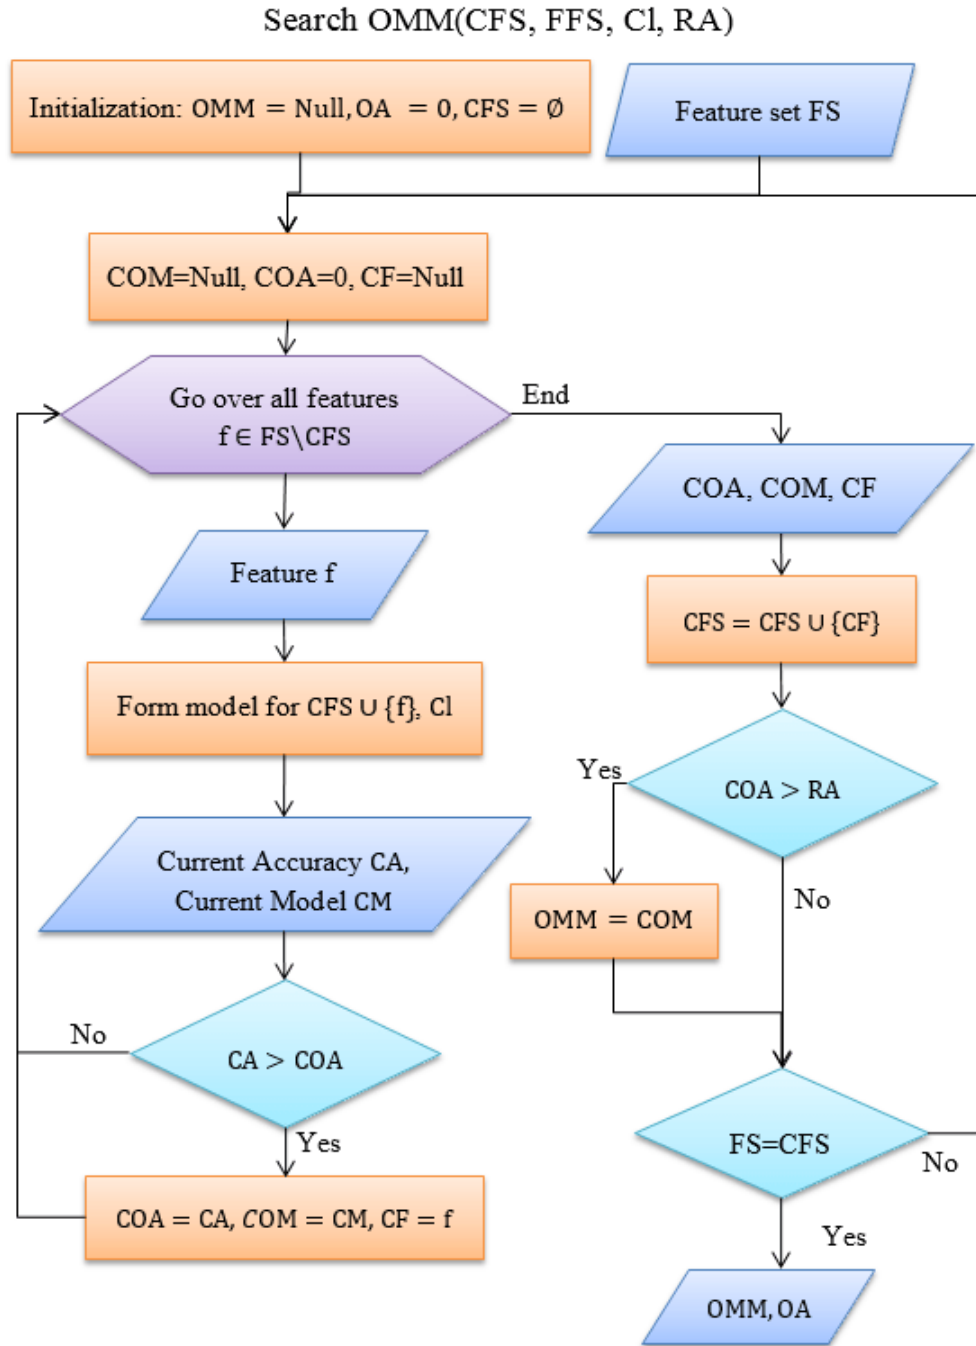 Search OMM(CFS, FFS, Cl, RA)
Initialization: OMM = Null, OA = 0, CFS = Ø
Feature set FS
COM=Null, COA=0, CF=Null
Go over all features
f ∈ FS\CFS
End
Feature f
Form model for CFS ∪ {f}, Cl
Current Accuracy CA,
Current Model CM
CA > COA
No
Yes
COA = CA, COM = CM, CF = f
COA, COM, CF
CFS = CFS ∪ {CF}
COA > RA
Yes
No
OMM = COM
FS=CFS
No
Yes
OMM, OA